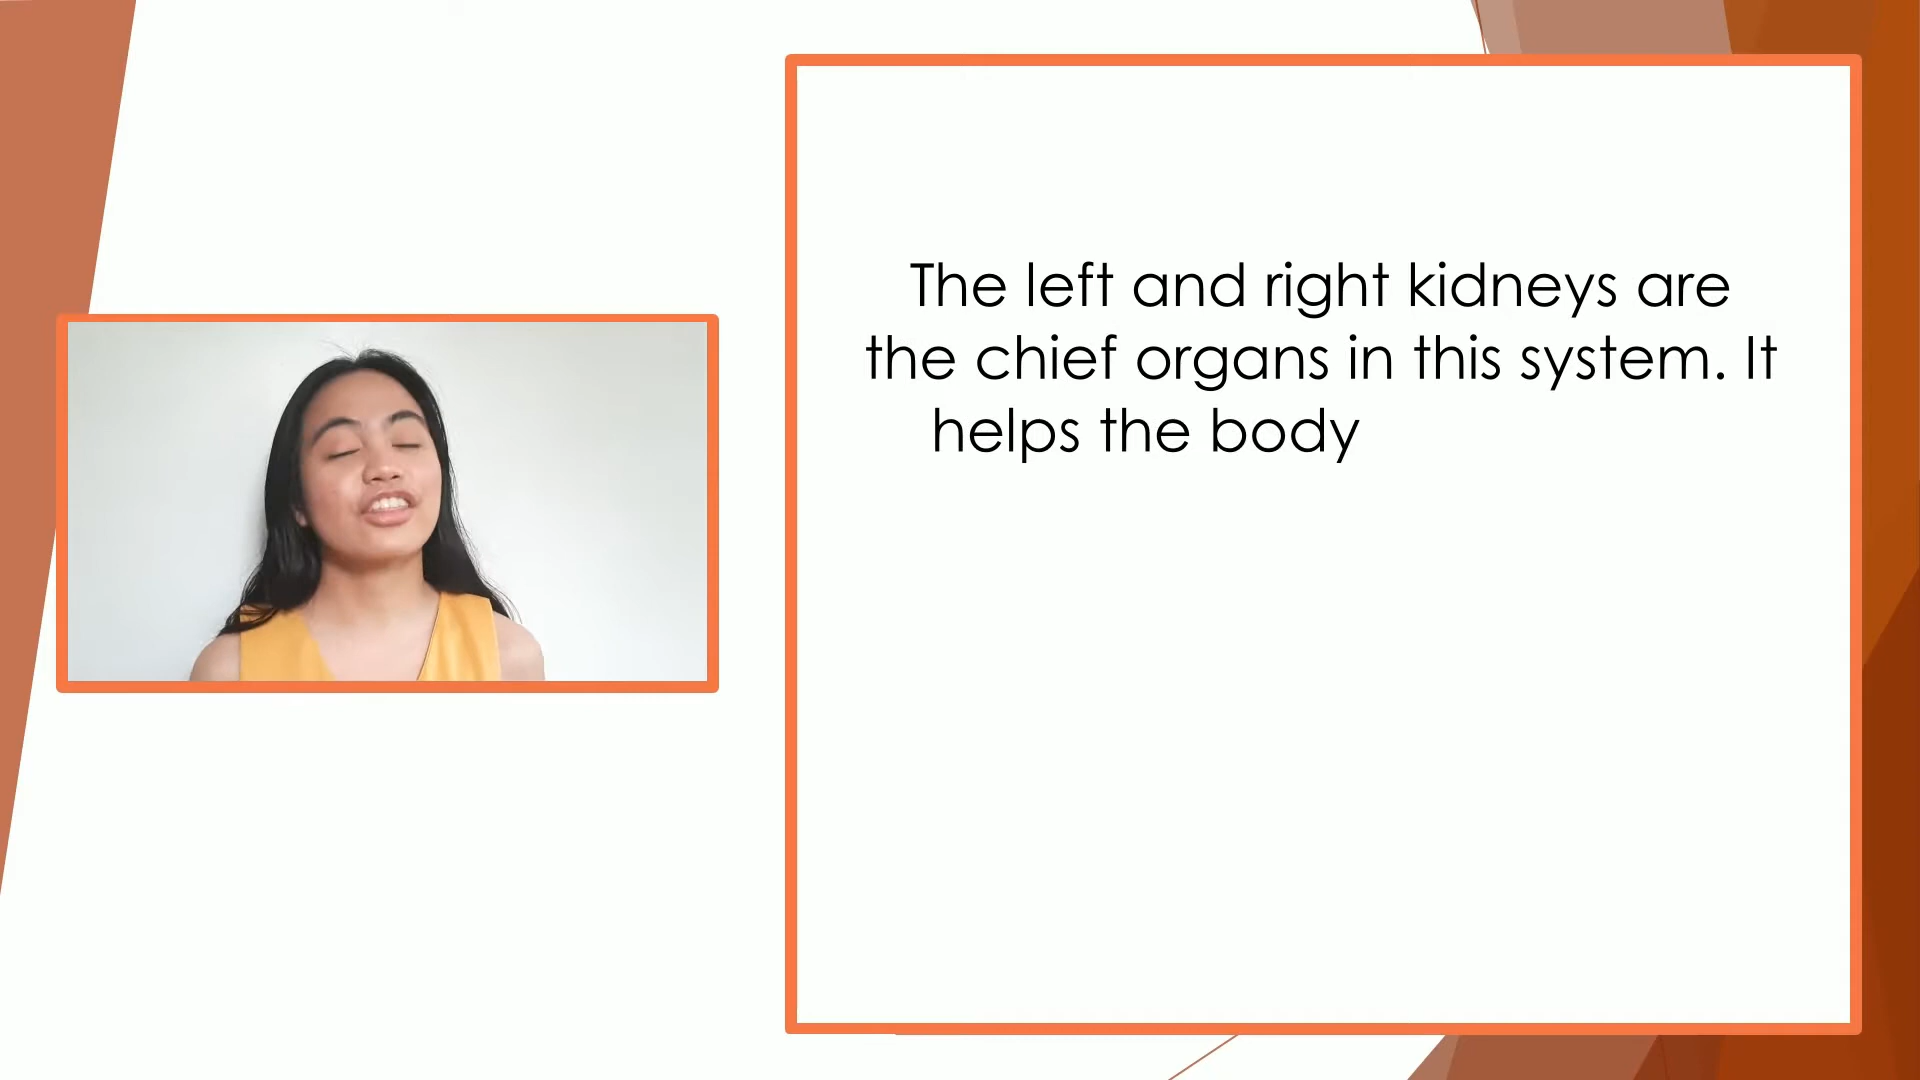 The left and right kidneys are
the chief organs in this system. It
helps the body